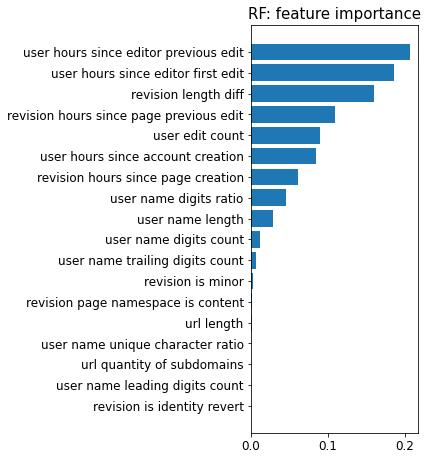 RF: feature importance
user hours since editor previous edit
user hours since editor first edit
revision length diff
revision hours since page previous edit
user edit count
user hours since account creation
revision hours since page creation
user name digits ratio
user name length
user name digits count
user name trailing digits count
revision is minor
revision page namespace is content
url length
user name unique character ratio
url quantity of subdomains
user name leading digits count
revision is identity revert
0.0 0.1 0.2